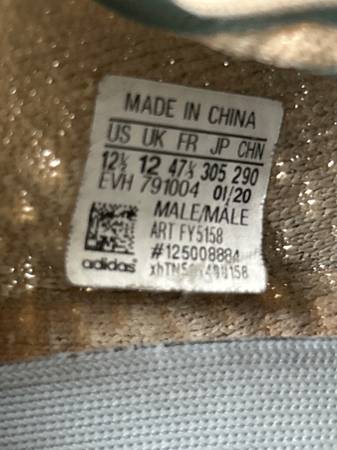 MADE IN CHINA
US UK FR JP CHN
12½ 12 47⅓ 305 290
EVH 791004 01/20
MALE/MALE
ART FY5158
#125008884
adidas